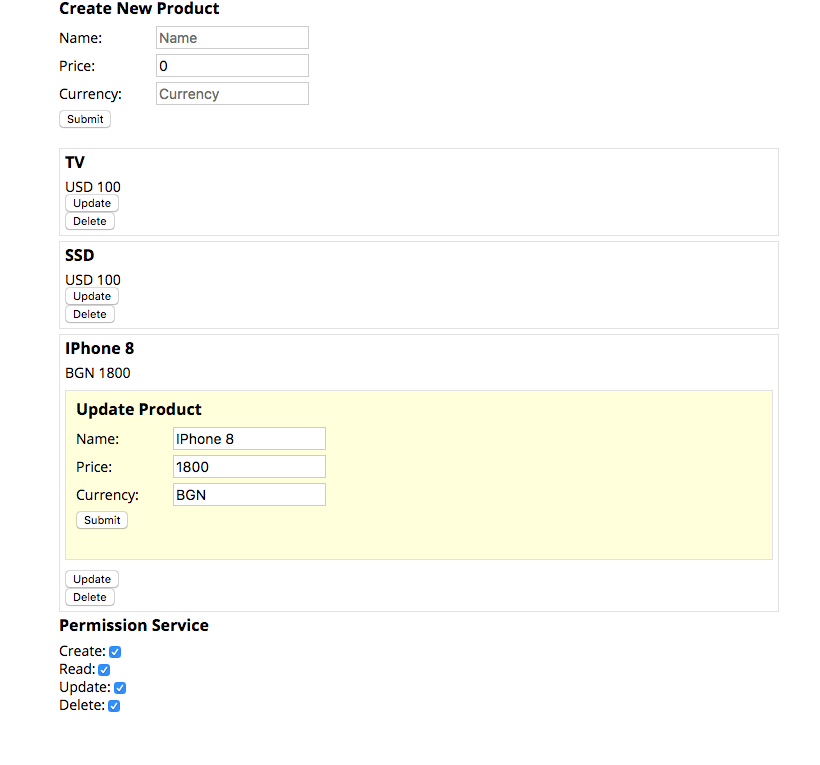 Create New Product
Name: Name
Price: 0
Currency: Currency
Submit
TV
USD 100
Update
Delete
SSD
USD 100
Update
Delete
IPhone 8
BGN 1800
Update Product
Name: IPhone 8
Price: 1800
Currency: BGN
Submit
Update
Delete
Permission Service
Create:
Read:
Update:
Delete: